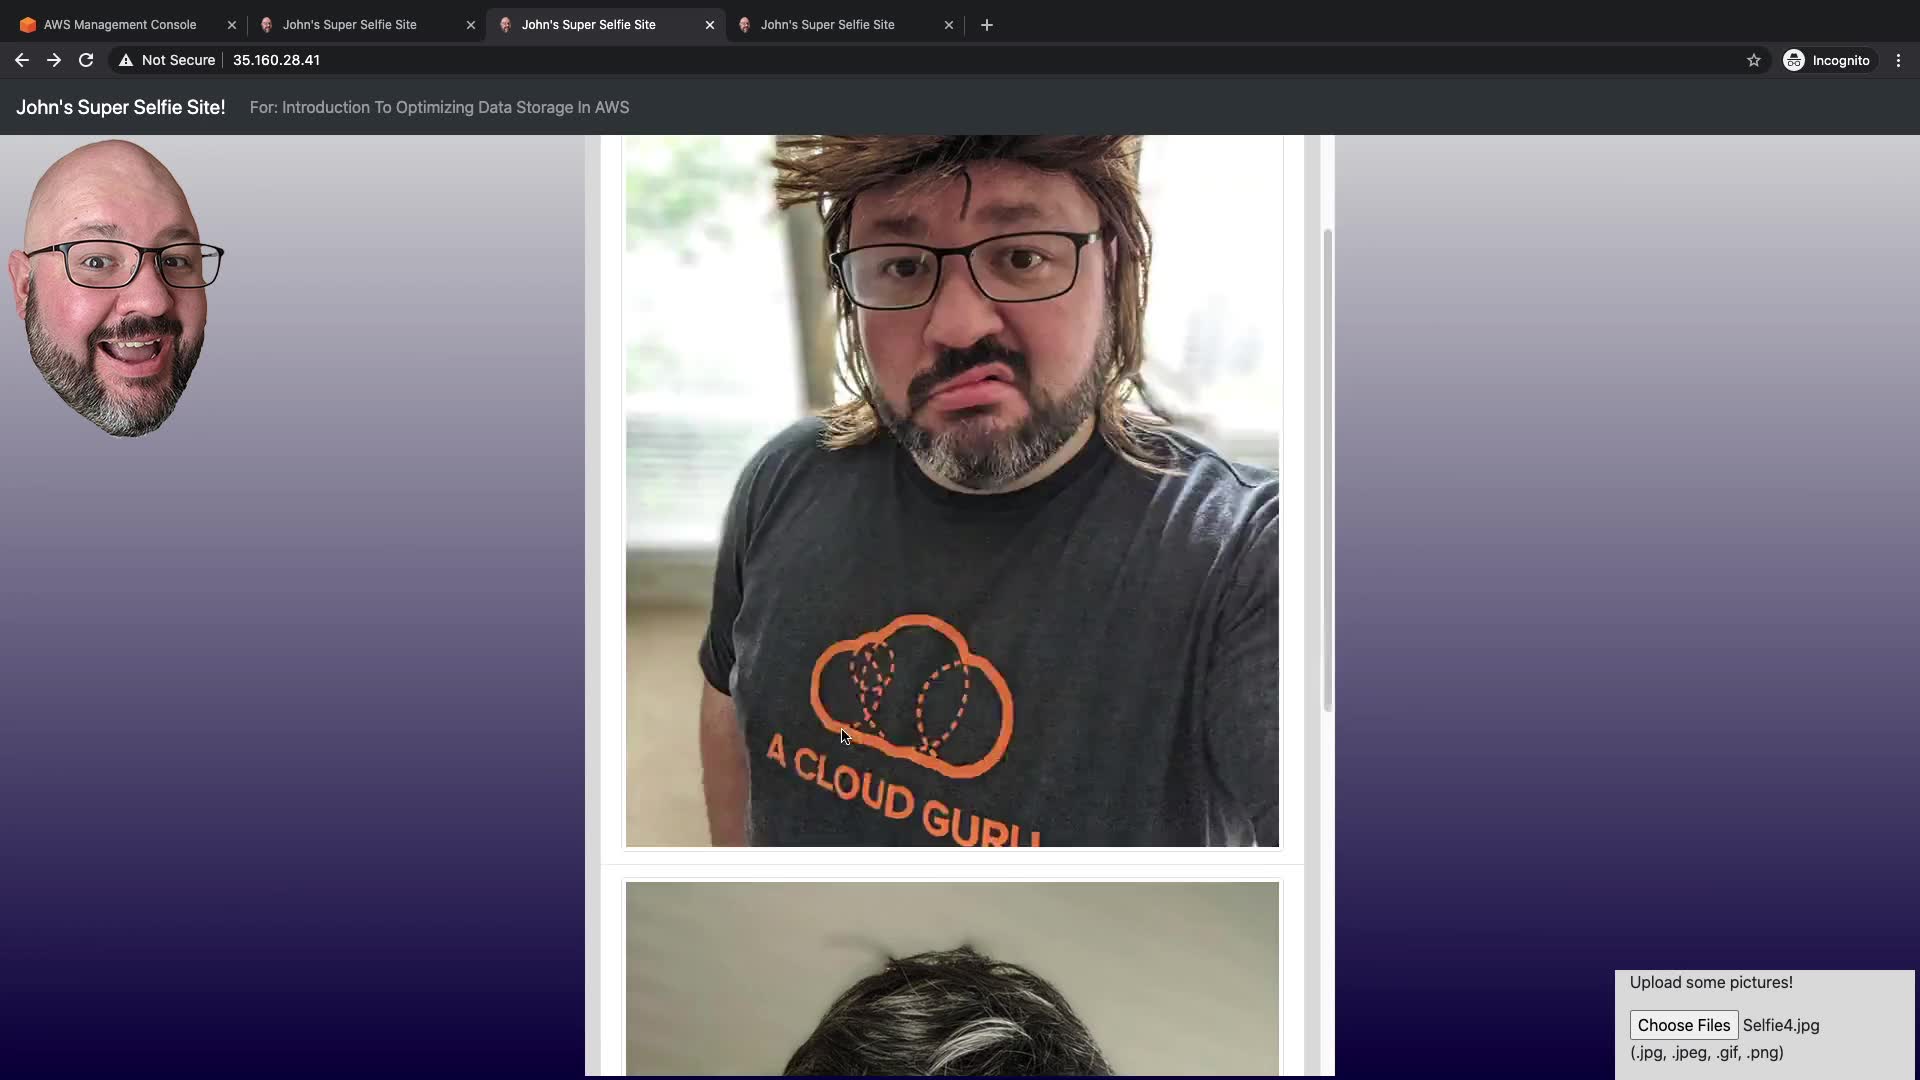 AWS Management Console
John's Super Selfie Site
John's Super Selfie Site
John's Super Selfie Site
Not Secure
35.160.28.41
Incognito
John's Super Selfie Site!
For: Introduction To Optimizing Data Storage In AWS
A CLOUD GURU
Upload some pictures!
Choose Files Selfie4.jpg
(.jpg, .jpeg, .gif, .png)